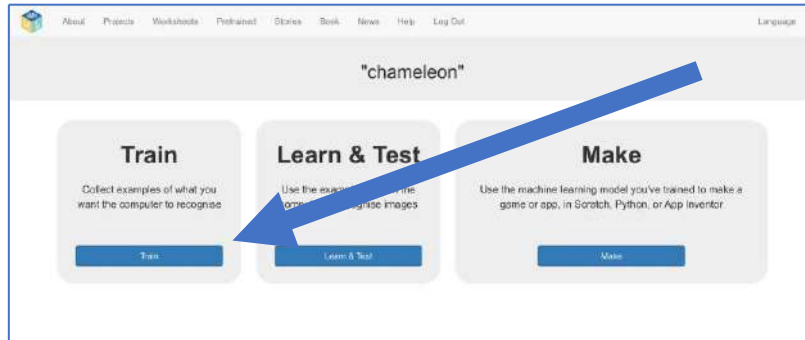 About Projects Worksheets Pretrained Stories Book News Help Log Out Language
"chameleon"
Train
Collect examples of what you
want the computer to recognise
Train
Learn & Test
Use the
images
Learn & Test
Make
Use the machine learning model you've trained to make a
game or app, in Scratch, Python, or App Inventor
Make